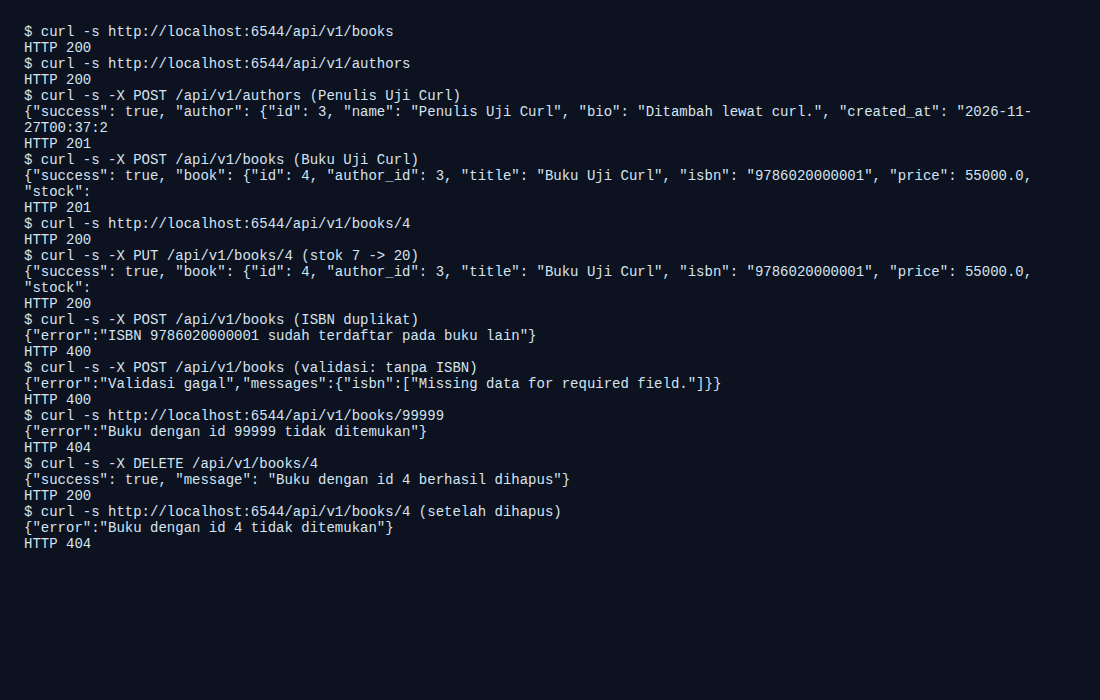 $ curl -s http://localhost:6544/api/v1/books
HTTP 200
$ curl -s http://localhost:6544/api/v1/authors
HTTP 200
$ curl -s -X POST /api/v1/authors (Penulis Uji Curl)
{"success": true, "author": {"id": 3, "name": "Penulis Uji Curl", "bio": "Ditambah lewat curl.", "created_at": "2026-11-
27T00:37:2
HTTP 201
$ curl -s -X POST /api/v1/books (Buku Uji Curl)
{"success": true, "book": {"id": 4, "author_id": 3, "title": "Buku Uji Curl", "isbn": "9786020000001", "price": 55000.0,
"stock":
HTTP 201
$ curl -s http://localhost:6544/api/v1/books/4
HTTP 200
$ curl -s -X PUT /api/v1/books/4 (stok 7 -> 20)
{"success": true, "book": {"id": 4, "author_id": 3, "title": "Buku Uji Curl", "isbn": "9786020000001", "price": 55000.0,
"stock":
HTTP 200
$ curl -s -X POST /api/v1/books (ISBN duplikat)
{"error":"ISBN 9786020000001 sudah terdaftar pada buku lain"}
HTTP 400
$ curl -s -X POST /api/v1/books (validasi: tanpa ISBN)
{"error":"Validasi gagal","messages":{"isbn":["Missing data for required field."]}}
HTTP 400
$ curl -s http://localhost:6544/api/v1/books/99999
{"error":"Buku dengan id 99999 tidak ditemukan"}
HTTP 404
$ curl -s -X DELETE /api/v1/books/4
{"success": true, "message": "Buku dengan id 4 berhasil dihapus"}
HTTP 200
$ curl -s http://localhost:6544/api/v1/books/4 (setelah dihapus)
{"error":"Buku dengan id 4 tidak ditemukan"}
HTTP 404